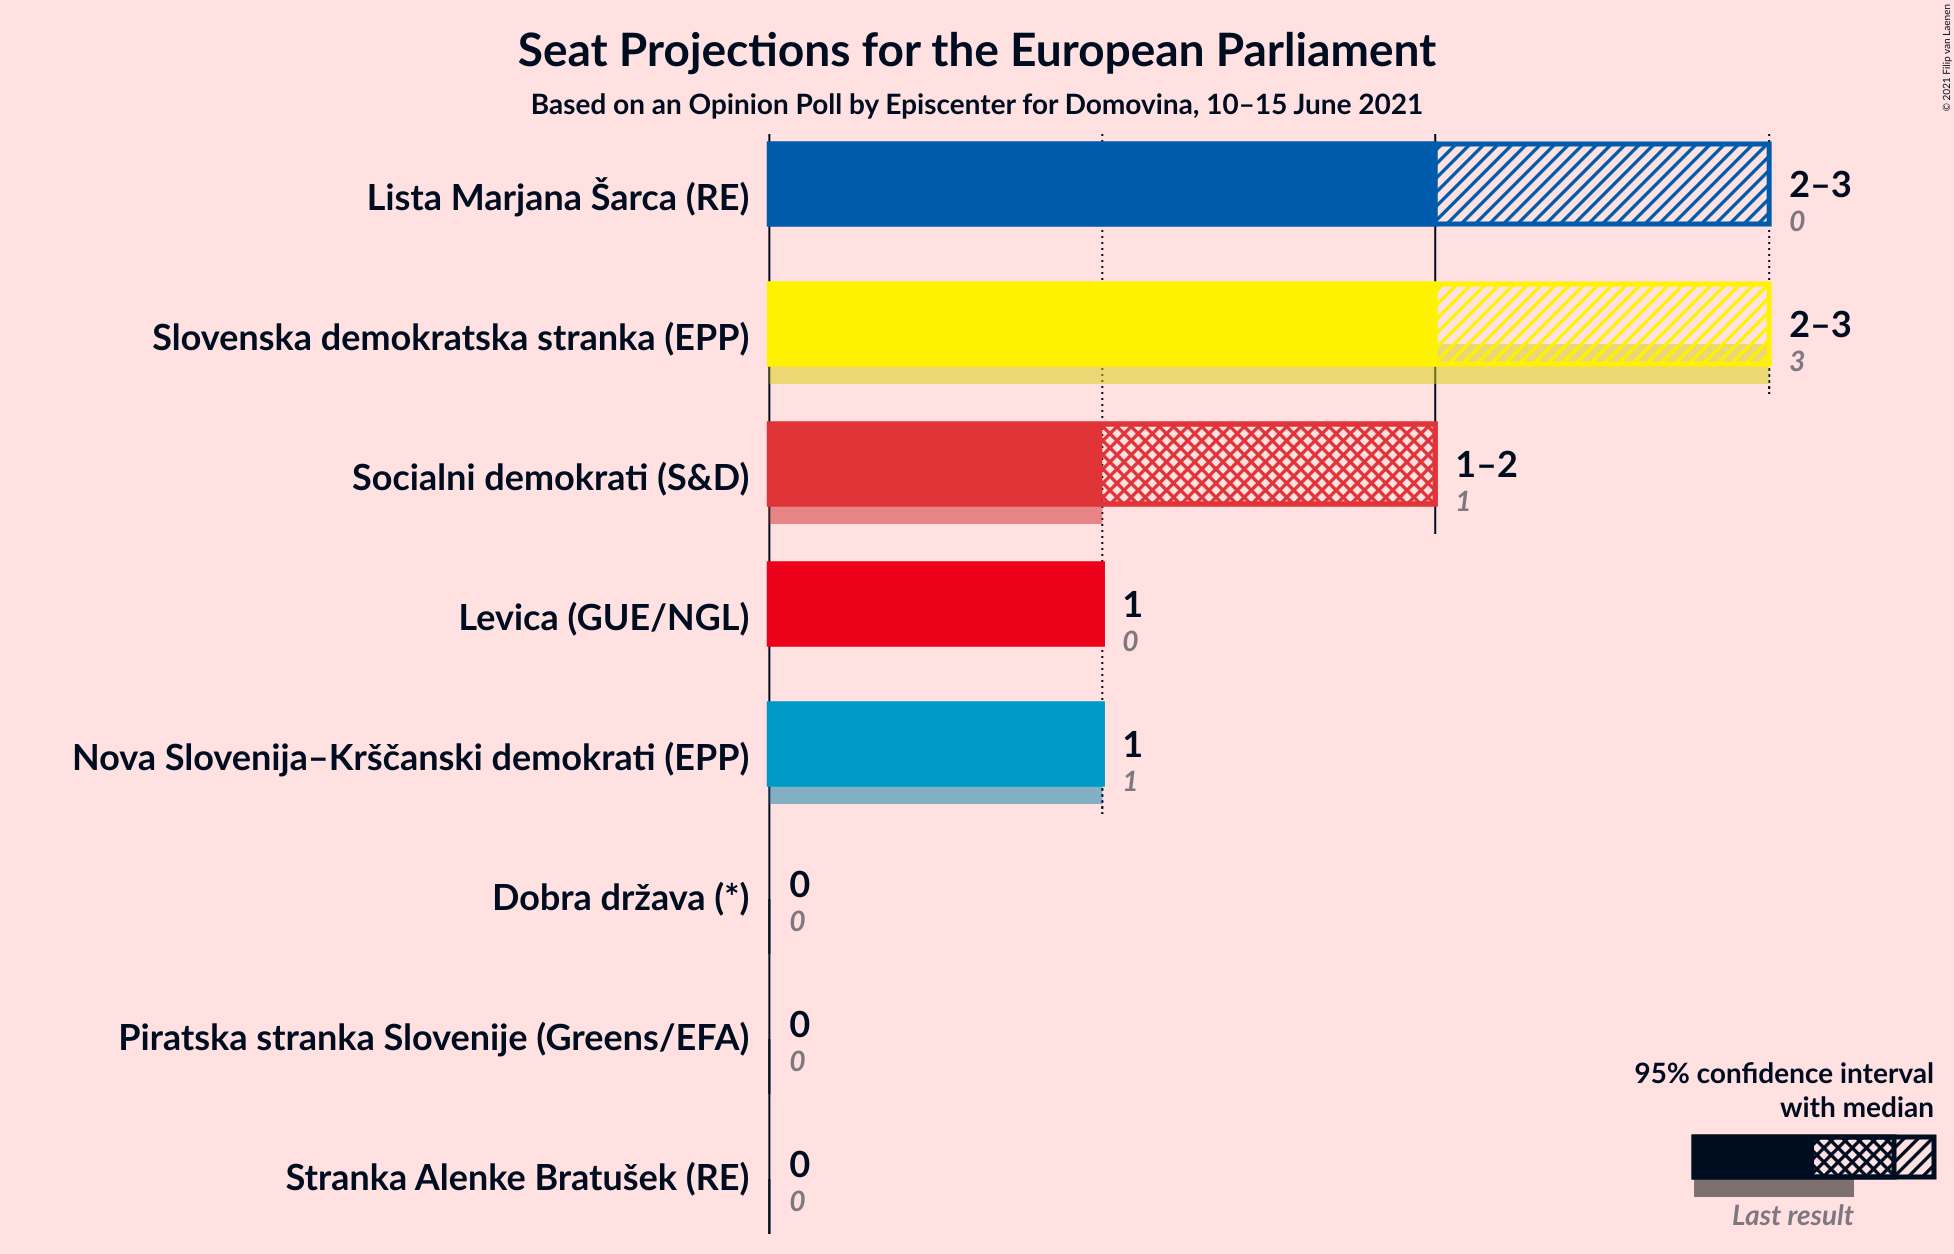 Seat Projections for the European Parliament
Based on an Opinion Poll by Episcenter for Domovina, 10–15 June 2021
© 2021 Filip van Laenen
Lista Marjana Šarca (RE)
2–3
0
Slovenska demokratska stranka (EPP)
2–3
3
Socialni demokrati (S&D)
1–2
1
Levica (GUE/NGL)
1
0
Nova Slovenija–Krščanski demokrati (EPP)
1
1
Dobra država (*)
0
0
Piratska stranka Slovenije (Greens/EFA)
0
0
Stranka Alenke Bratušek (RE)
0
0
95% confidence interval
with median
Last result